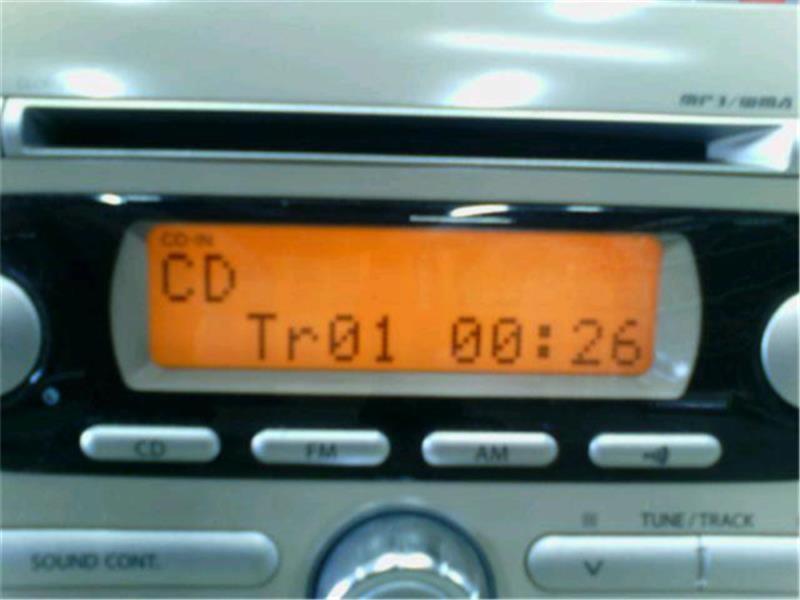 MP3/WMA
CD-IN
CD
Tr01 00:26
CD FM AM
TUNE/TRACK
SOUND CONT.